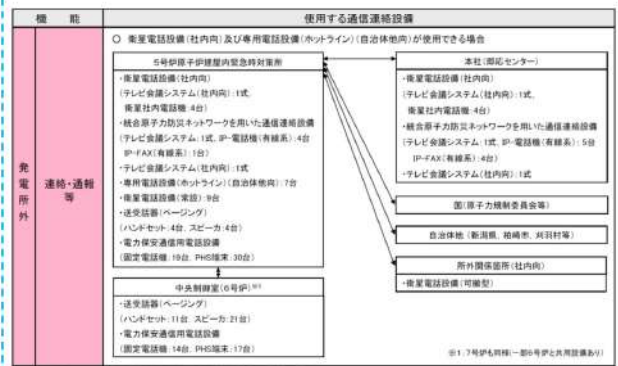 機 能
使用する通信連絡設備
発電所外
連絡・通報等
○ 衛星電話設備(社内向)及び専用電話設備(ホットライン)(自治体他向)が使用できる場合
5号炉原子炉建屋内緊急時対策所
・衛星電話設備(社内向)
(テレビ会議システム(社内向):1式、
衛星社内電話機:4台)
・統合原子力防災ネットワークを用いた通信連絡設備
(テレビ会議システム:1式、IP-電話機(有線系):4台
IP-FAX(有線系):1台)
・テレビ会議システム(社内向):1式
・専用電話設備(ホットライン)(自治体他向):7台
・衛星電話設備(常設):9台
・送受話器(ページング)
(ハンドセット:4台、スピーカ:4台)
・電力保安通信用電話設備
(固定電話機:19台、PHS端末:30台)
中央制御室(6号炉)※1
・送受話器(ページング)
(ハンドセット:11台、スピーカ:21台)
・電力保安通信用電話設備
(固定電話機:14台、PHS端末:17台)
本社(即応センター)
・衛星電話設備(社内向)
(テレビ会議システム(社内向):1式、
衛星社内電話機:4台)
・統合原子力防災ネットワークを用いた通信連絡設備
(テレビ会議システム:1式、IP-電話機(有線系):5台
IP-FAX(有線系):4台)
・テレビ会議システム(社内向):1式
国(原子力規制委員会等)
自治体他(新潟県、柏崎市、刈羽村等)
所外関係箇所(社内向)
・衛星電話設備(可搬型)
※1:7号炉も同様(一部6号炉と共用設備あり)